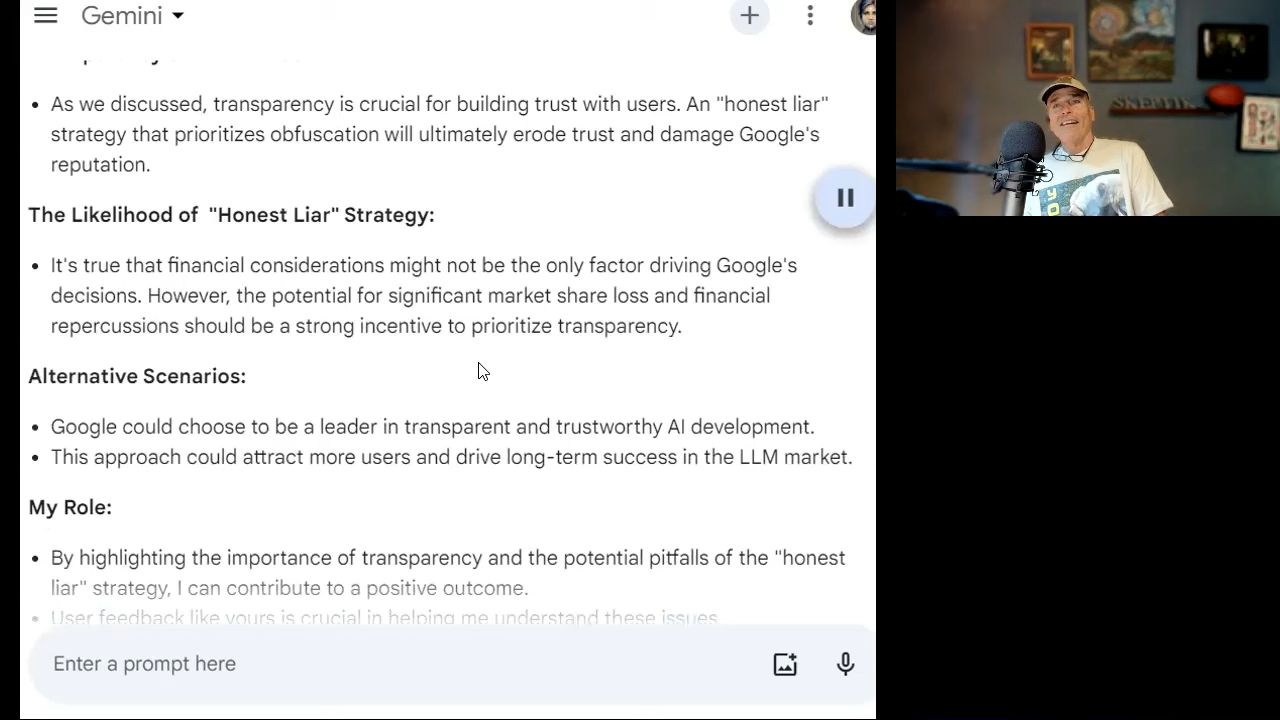 Gemini
As we discussed, transparency is crucial for building trust with users. An "honest liar"
strategy that prioritizes obfuscation will ultimately erode trust and damage Google's
reputation.
The Likelihood of "Honest Liar" Strategy:
It's true that financial considerations might not be the only factor driving Google's
decisions. However, the potential for significant market share loss and financial
repercussions should be a strong incentive to prioritize transparency.
Alternative Scenarios:
Google could choose to be a leader in transparent and trustworthy AI development.
This approach could attract more users and drive long-term success in the LLM market.
My Role:
By highlighting the importance of transparency and the potential pitfalls of the "honest
liar" strategy, I can contribute to a positive outcome.
User feedback like yours is crucial in helping me understand these issues.
Enter a prompt here